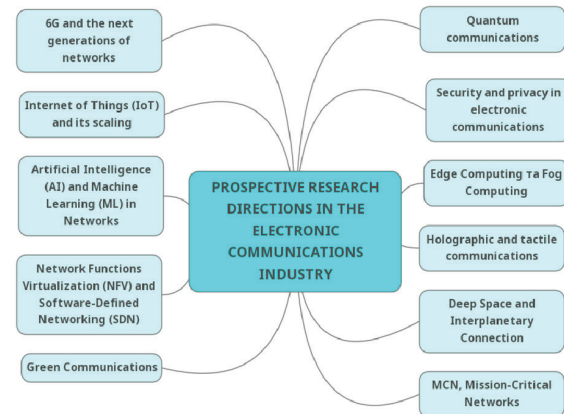 6G and the next
generations of
networks
Internet of Things (IoT)
and its scaling
Artificial Intelligence
(AI) and Machine
Learning (ML) in
Networks
Network Functions
Virtualization (NFV) and
Software-Defined
Networking (SDN)
Green Communications
PROSPECTIVE RESEARCH
DIRECTIONS IN THE
ELECTRONIC
COMMUNICATIONS
INDUSTRY
Quantum
communications
Security and privacy in
electronic
communications
Edge Computing та Fog
Computing
Holographic and tactile
communications
Deep Space and
Interplanetary
Connection
MCN, Mission-Critical
Networks